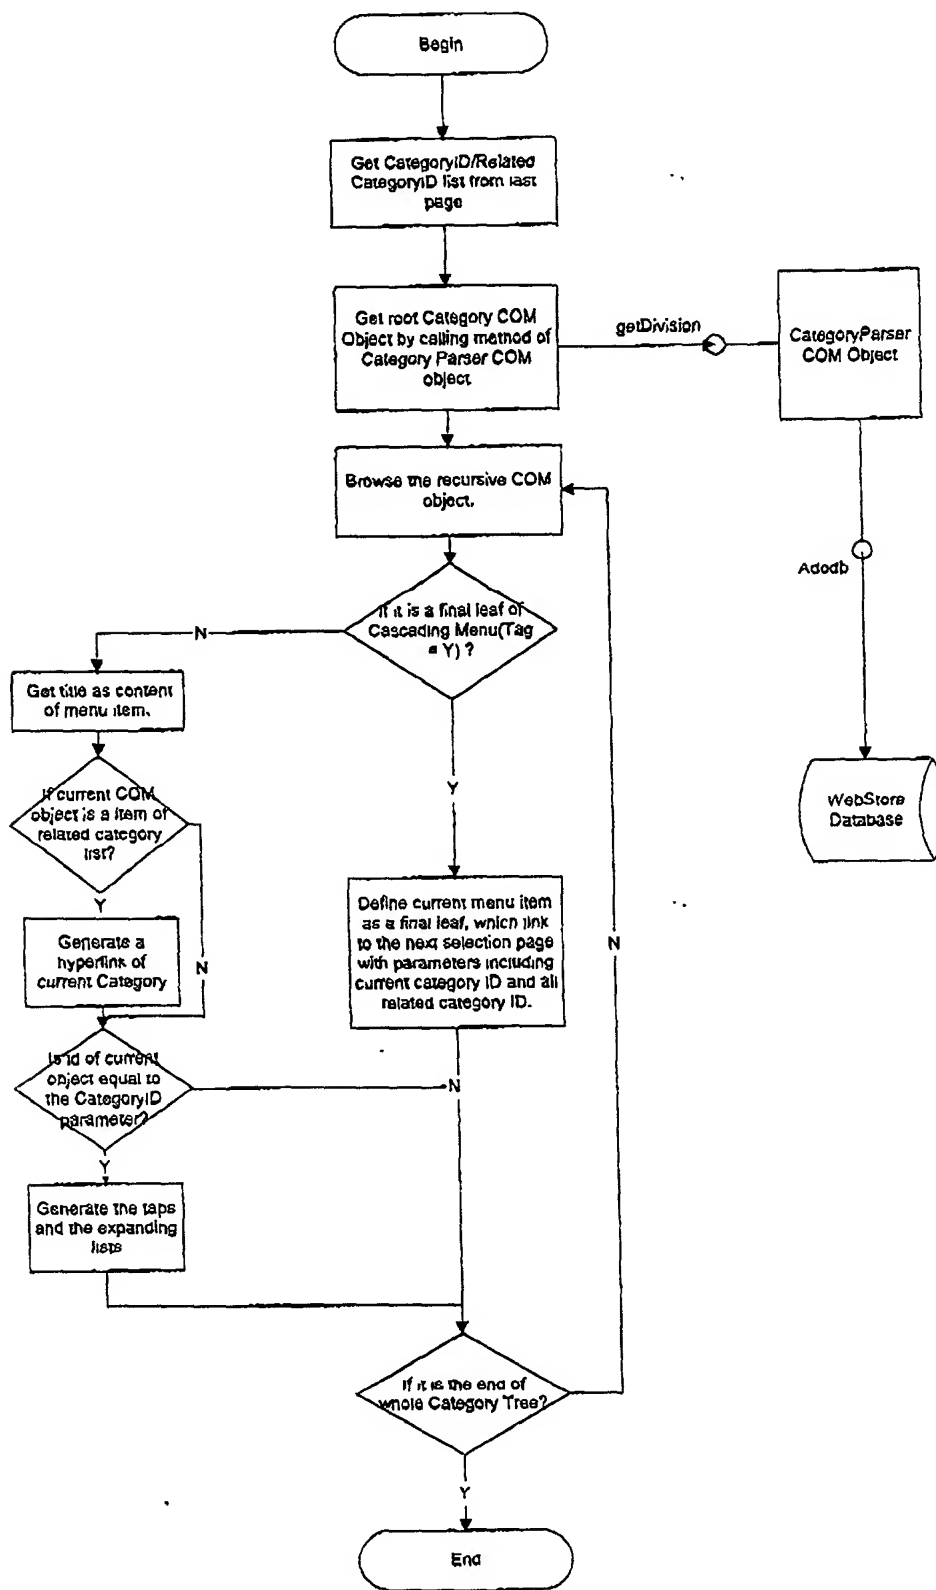 Begin
Get CategoryID/Related
CategoryID list from last
page
Get root Category COM
Object by calling method of
Category Parser COM
object
getDivision
CategoryParser
COM Object
Browse the recursive COM
object.
Adodb
If it is a final leaf of
Cascading Menu(Tag
= Y) ?
N
Get title as content
of menu item.
Y
WebStore
Database
If current COM
object is a item of
related category
list?
Y
N
Generate a
hyperlink of
current Category
Define current menu item
as a final leaf, which link
to the next selection page
with parameters including
current category ID and all
related category ID.
N
Is id of current
object equal to
the CategoryID
parameter?
N
Y
Generate the taps
and the expanding
lists
If it is the end of
whole Category Tree?
Y
End